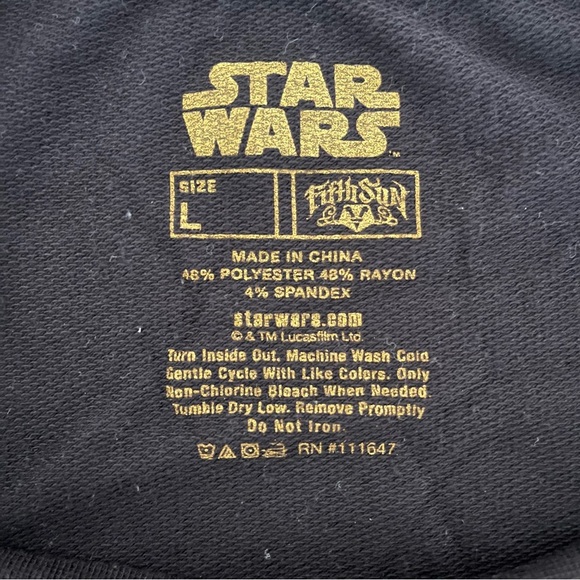 STAR
WARS
TM
SIZE
L
FifthSun
MADE IN CHINA
48% POLYESTER 48% RAYON
4% SPANDEX
starwars.com
© & TM Lucasfilm Ltd.
Turn Inside Out. Machine Wash Cold
Gentle Cycle With Like Colors. Only
Non-Chlorine Bleach When Needed.
Tumble Dry Low. Remove Promptly
Do Not Iron.
RN #111647